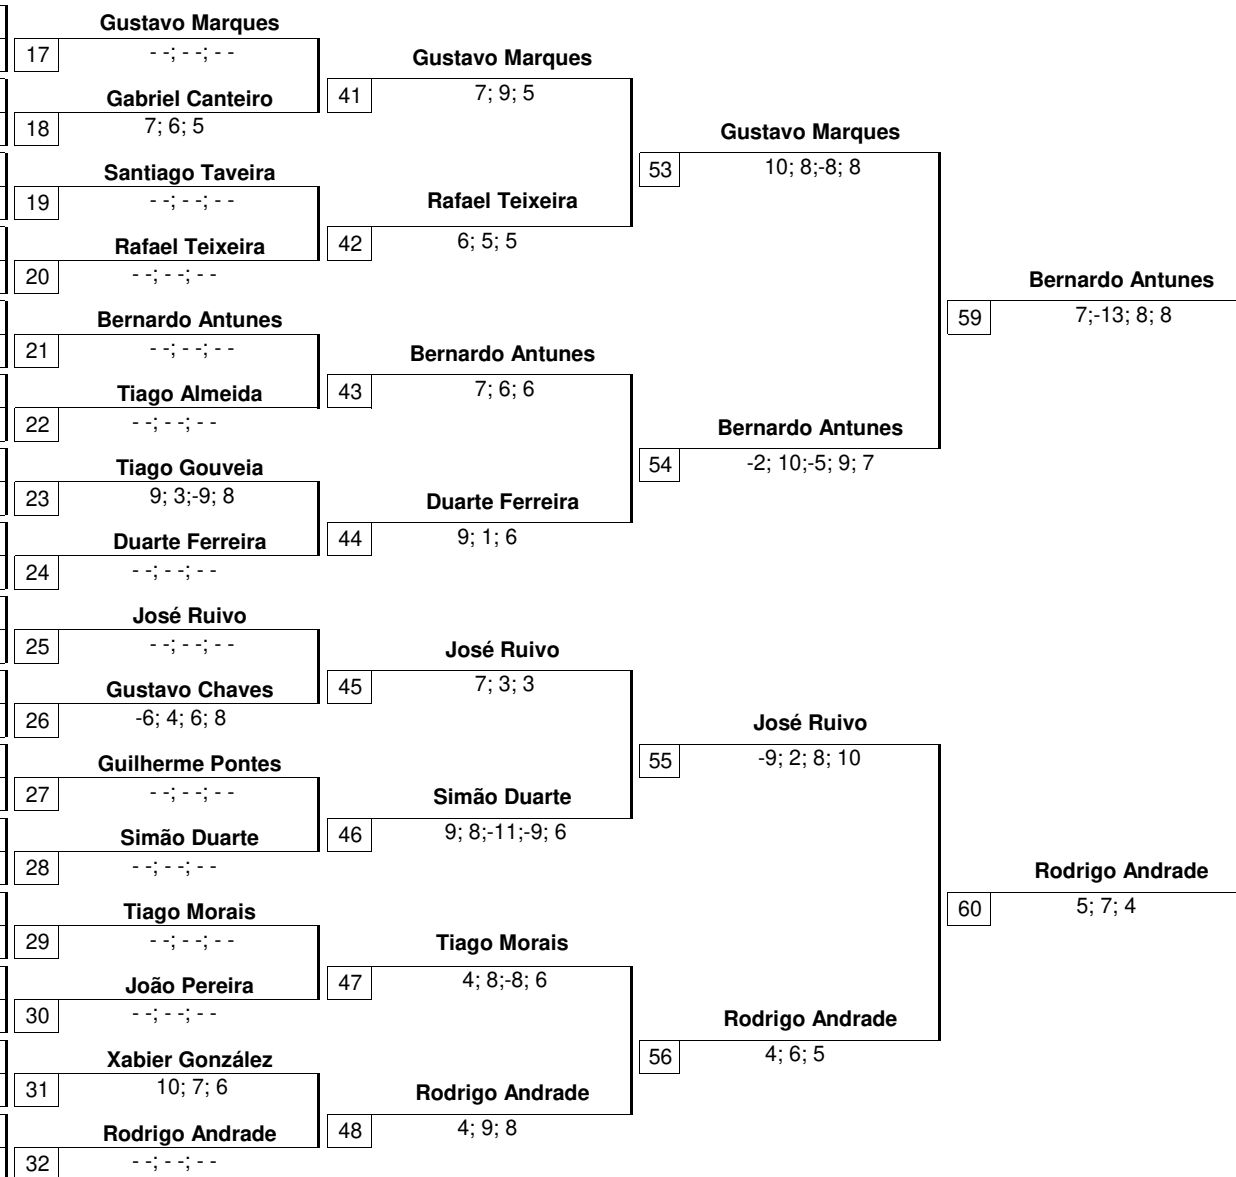 Gustavo Marques
17
- -; - -; - -
Gustavo Marques
Gabriel Canteiro
41
7; 9; 5
18
7; 6; 5
Gustavo Marques
Santiago Taveira
53
10; 8;-8; 8
19
- -; - -; - -
Rafael Teixeira
Rafael Teixeira
42
6; 5; 5
20
- -; - -; - -
Bernardo Antunes
Bernardo Antunes
59
7;-13; 8; 8
21
- -; - -; - -
Bernardo Antunes
Tiago Almeida
43
7; 6; 6
22
- -; - -; - -
Bernardo Antunes
Tiago Gouveia
54
-2; 10;-5; 9; 7
23
9; 3;-9; 8
Duarte Ferreira
Duarte Ferreira
44
9; 1; 6
24
- -; - -; - -
José Ruivo
25
- -; - -; - -
José Ruivo
Gustavo Chaves
45
7; 3; 3
26
-6; 4; 6; 8
José Ruivo
Guilherme Pontes
55
-9; 2; 8; 10
27
- -; - -; - -
Simão Duarte
Simão Duarte
46
9; 8;-11;-9; 6
28
- -; - -; - -
Rodrigo Andrade
Tiago Morais
60
5; 7; 4
29
- -; - -; - -
Tiago Morais
João Pereira
47
4; 8;-8; 6
30
- -; - -; - -
Rodrigo Andrade
Xabier González
56
4; 6; 5
31
10; 7; 6
Rodrigo Andrade
Rodrigo Andrade
48
4; 9; 8
32
- -; - -; - -